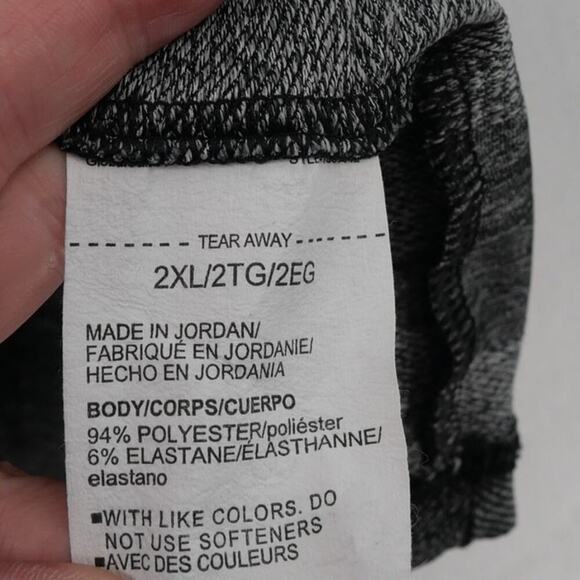 TEAR AWAY
2XL/2TG/2EG
MADE IN JORDAN/
FABRIQUÉ EN JORDANIE/
HECHO EN JORDANIA
BODY/CORPS/CUERPO
94% POLYESTER/poliéster
6% ELASTANE/ÉLASTHANNE/
elastano
▪WITH LIKE COLORS. DO
NOT USE SOFTENERS
▪AVEC DES COULEURS